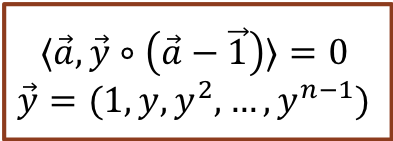 ⟨a⃗, y⃗ ∘ (a⃗ − 1⃗)⟩ = 0
y⃗ = (1, y, y², …, yⁿ⁻¹)